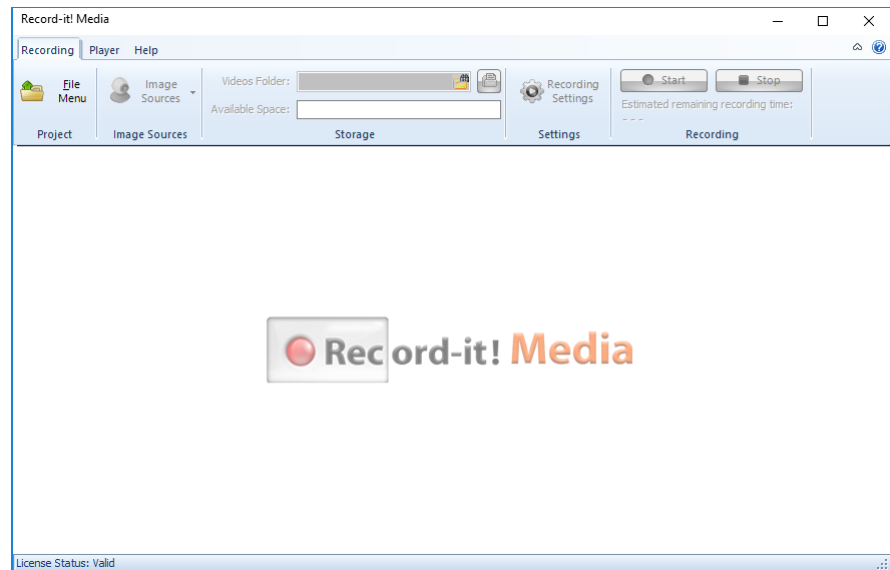 Record-it! Media
Recording Player Help
File Menu
Image Sources
Videos Folder:
Available Space:
Recording Settings
Start Stop
Estimated remaining recording time:
- - -
Project Image Sources Storage Settings Recording
Record-it! Media
License Status: Valid